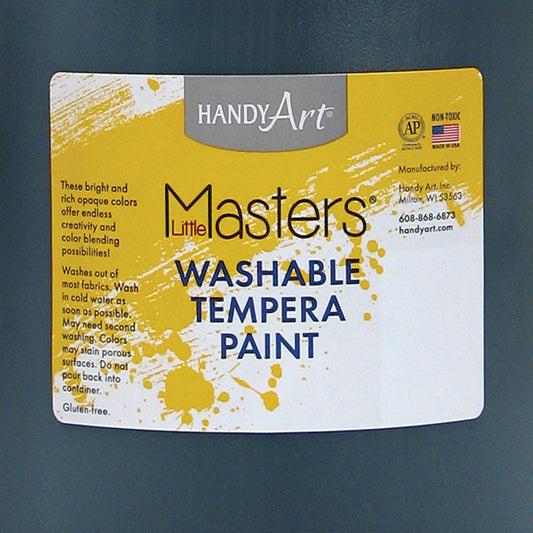 HANDY Art®
AP
NON-TOXIC
MADE IN USA
Manufactured by:
Handy Art, Inc.
Milton, WI 53563
608-868-6873
handyart.com
These bright and
rich opaque colors
offer endless
creativity and
color blending
possibilities!
Washes out of
most fabrics. Wash
in cold water as
soon as possible.
May need second
washing. Colors
may stain porous
surfaces. Do not
pour back into
container.
Gluten-free.
Little Masters®
WASHABLE
TEMPERA
PAINT